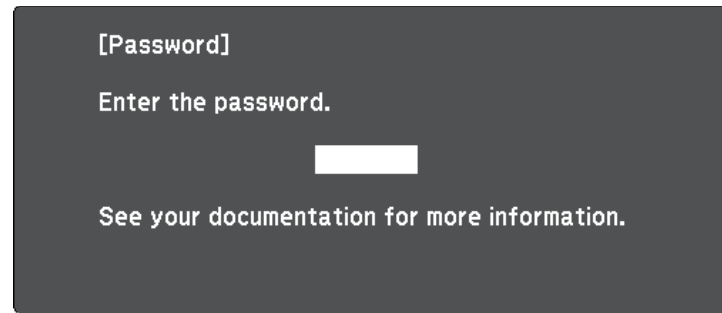 [Password]
Enter the password.
See your documentation for more information.